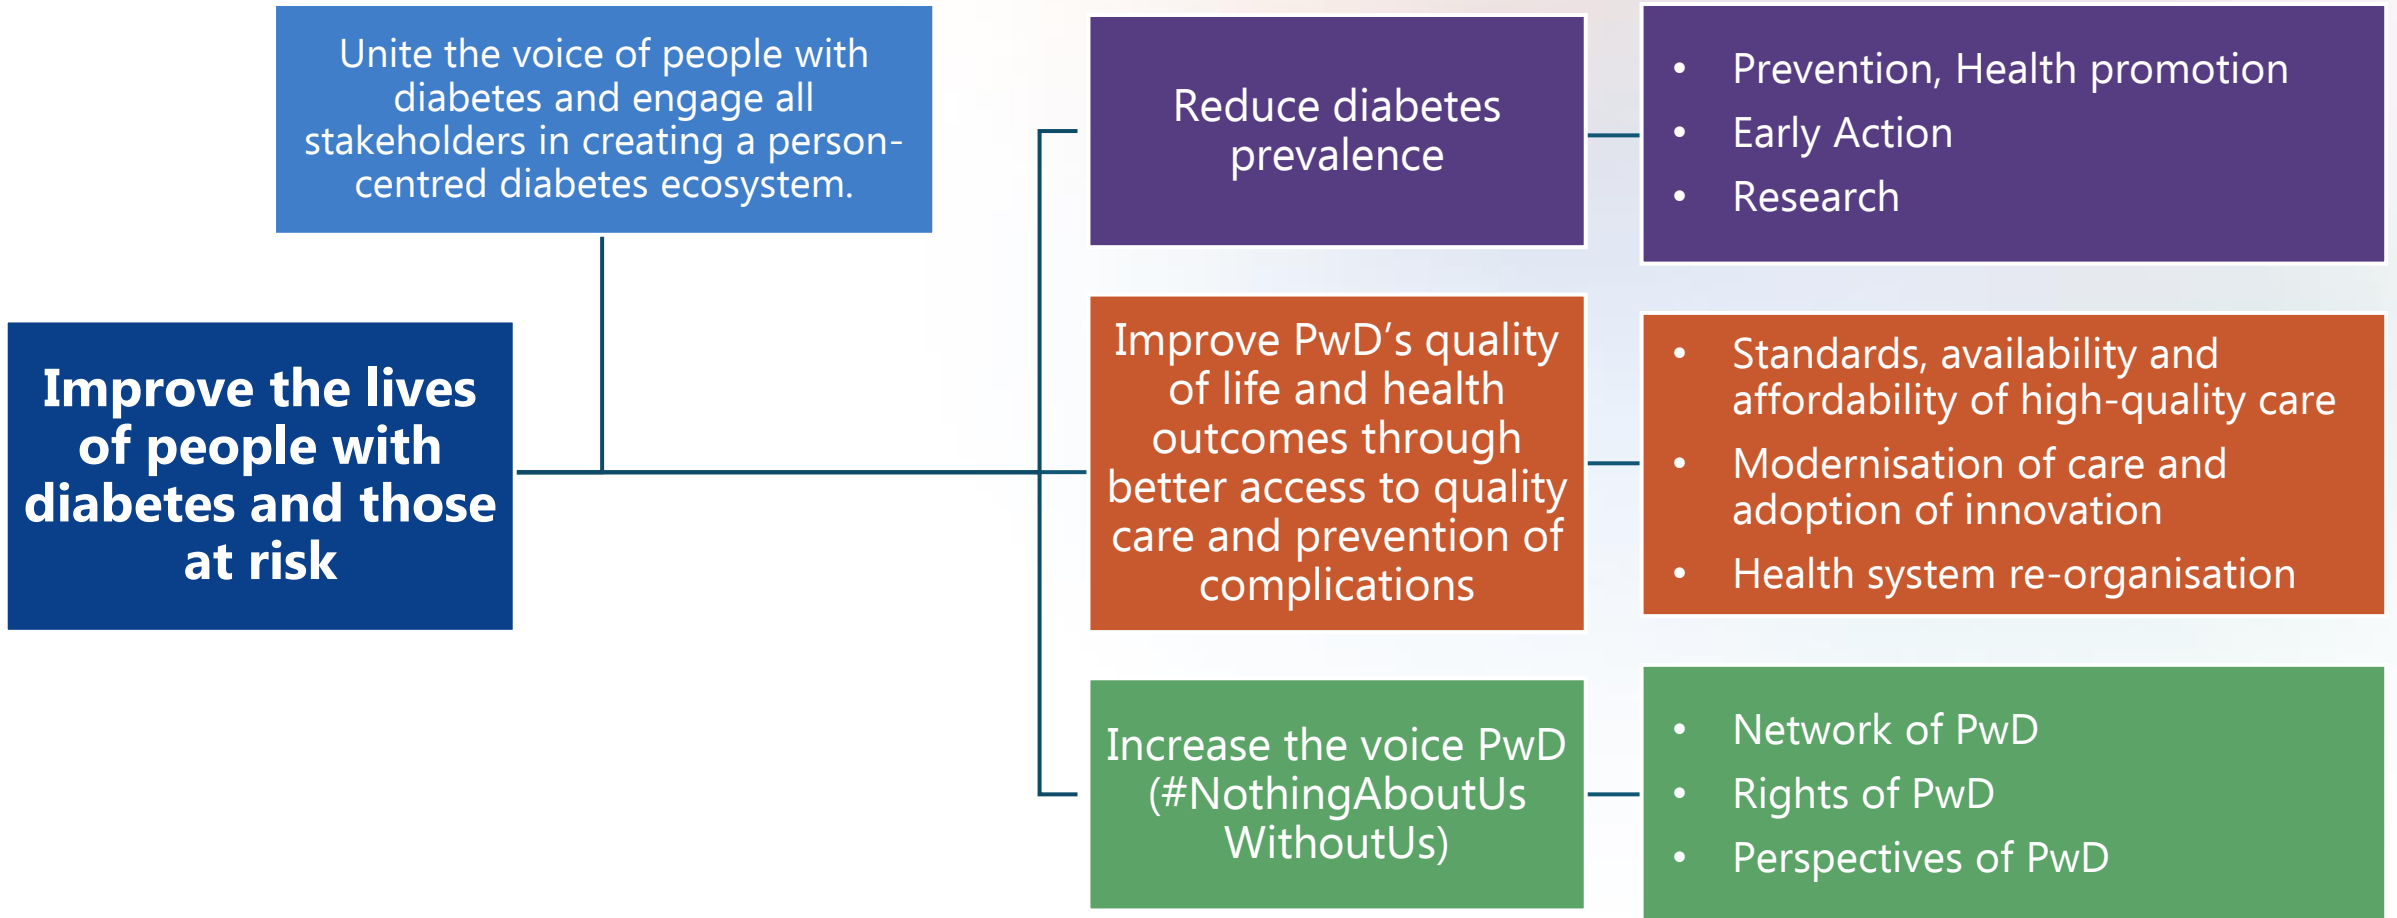 Unite the voice of people with
diabetes and engage all
stakeholders in creating a person-
centred diabetes ecosystem.
Improve the lives
of people with
diabetes and those
at risk
Reduce diabetes
prevalence
• Prevention, Health promotion
• Early Action
• Research
Improve PwD’s quality
of life and health
outcomes through
better access to quality
care and prevention of
complications
• Standards, availability and
affordability of high-quality care
• Modernisation of care and
adoption of innovation
• Health system re-organisation
Increase the voice PwD
(#NothingAboutUs
WithoutUs)
• Network of PwD
• Rights of PwD
• Perspectives of PwD